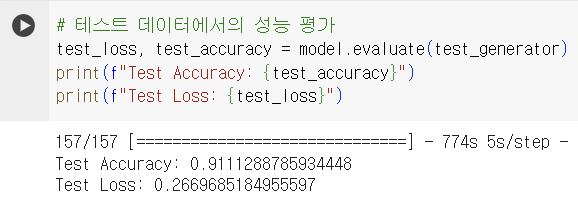 # 테스트 데이터에서의 성능 평가
test_loss, test_accuracy = model.evaluate(test_generator)
print(f"Test Accuracy: {test_accuracy}")
print(f"Test Loss: {test_loss}")
157/157 [==============================] - 774s 5s/step -
Test Accuracy: 0.9111288785934448
Test Loss: 0.2669685184955597